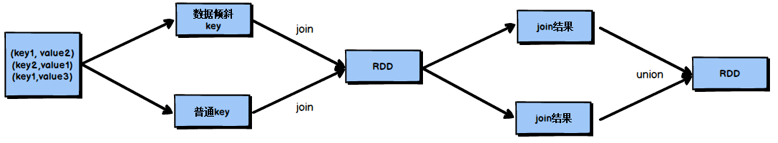 (key1, value2)
(key2,value1)
(key1,value3)
数据倾斜
key
普通key
join
join
RDD
join结果
join结果
union
RDD